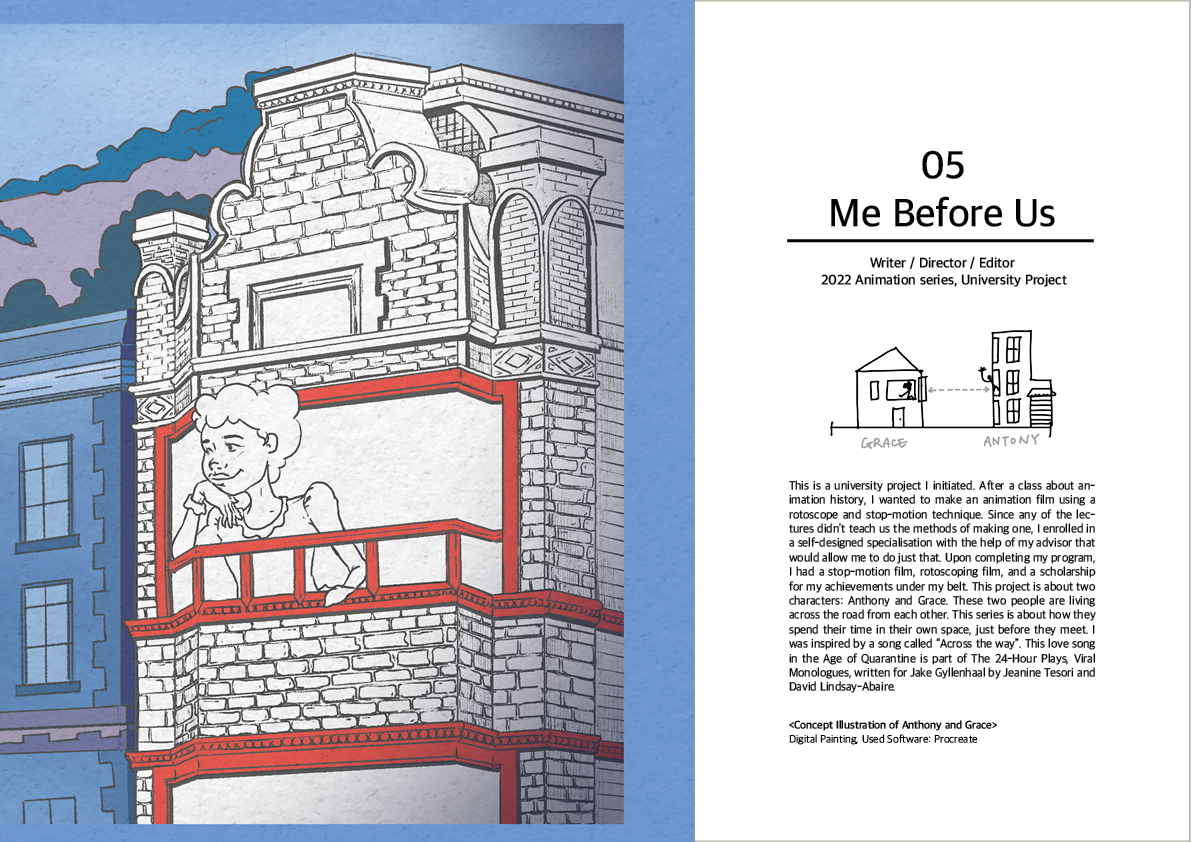 05
Me Before Us
Writer / Director / Editor
2022 Animation series, University Project
GRACE
ANTONY
This is a university project I initiated. After a class about an-
imation history, I wanted to make an animation film using a
rotoscope and stop-motion technique. Since any of the lec-
tures didn't teach us the methods of making one, I enrolled in
a self-designed specialisation with the help of my advisor that
would allow me to do just that. Upon completing my program,
I had a stop-motion film, rotoscoping film, and a scholarship
for my achievements under my belt. This project is about two
characters: Anthony and Grace. These two people are living
across the road from each other. This series is about how they
spend their time in their own space, just before they meet. I
was inspired by a song called “Across the way”. This love song
in the Age of Quarantine is part of The 24-Hour Plays, Viral
Monologues, written for Jake Gyllenhaal by Jeanine Tesori and
David Lindsay-Abaire.
<Concept Illustration of Anthony and Grace>
Digital Painting, Used Software: Procreate